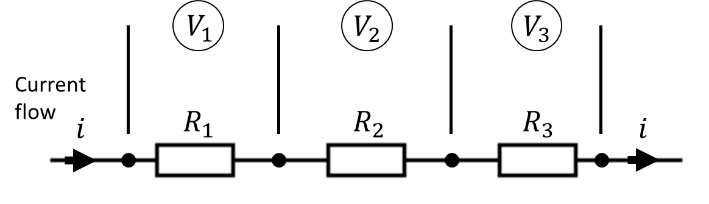 V1 V2 V3
Current
flow
i R1 R2 R3 i